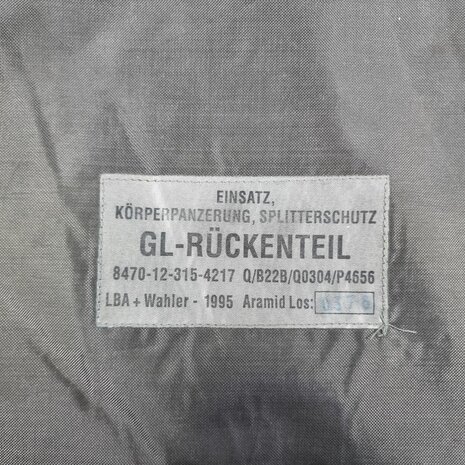 EINSATZ,
KÖRPERPANZERUNG, SPLITTERSCHUTZ
GL-RÜCKENTEIL
8470-12-315-4217 Q/B22B/Q0304/P4656
LBA + Wahler - 1995 Aramid Los: